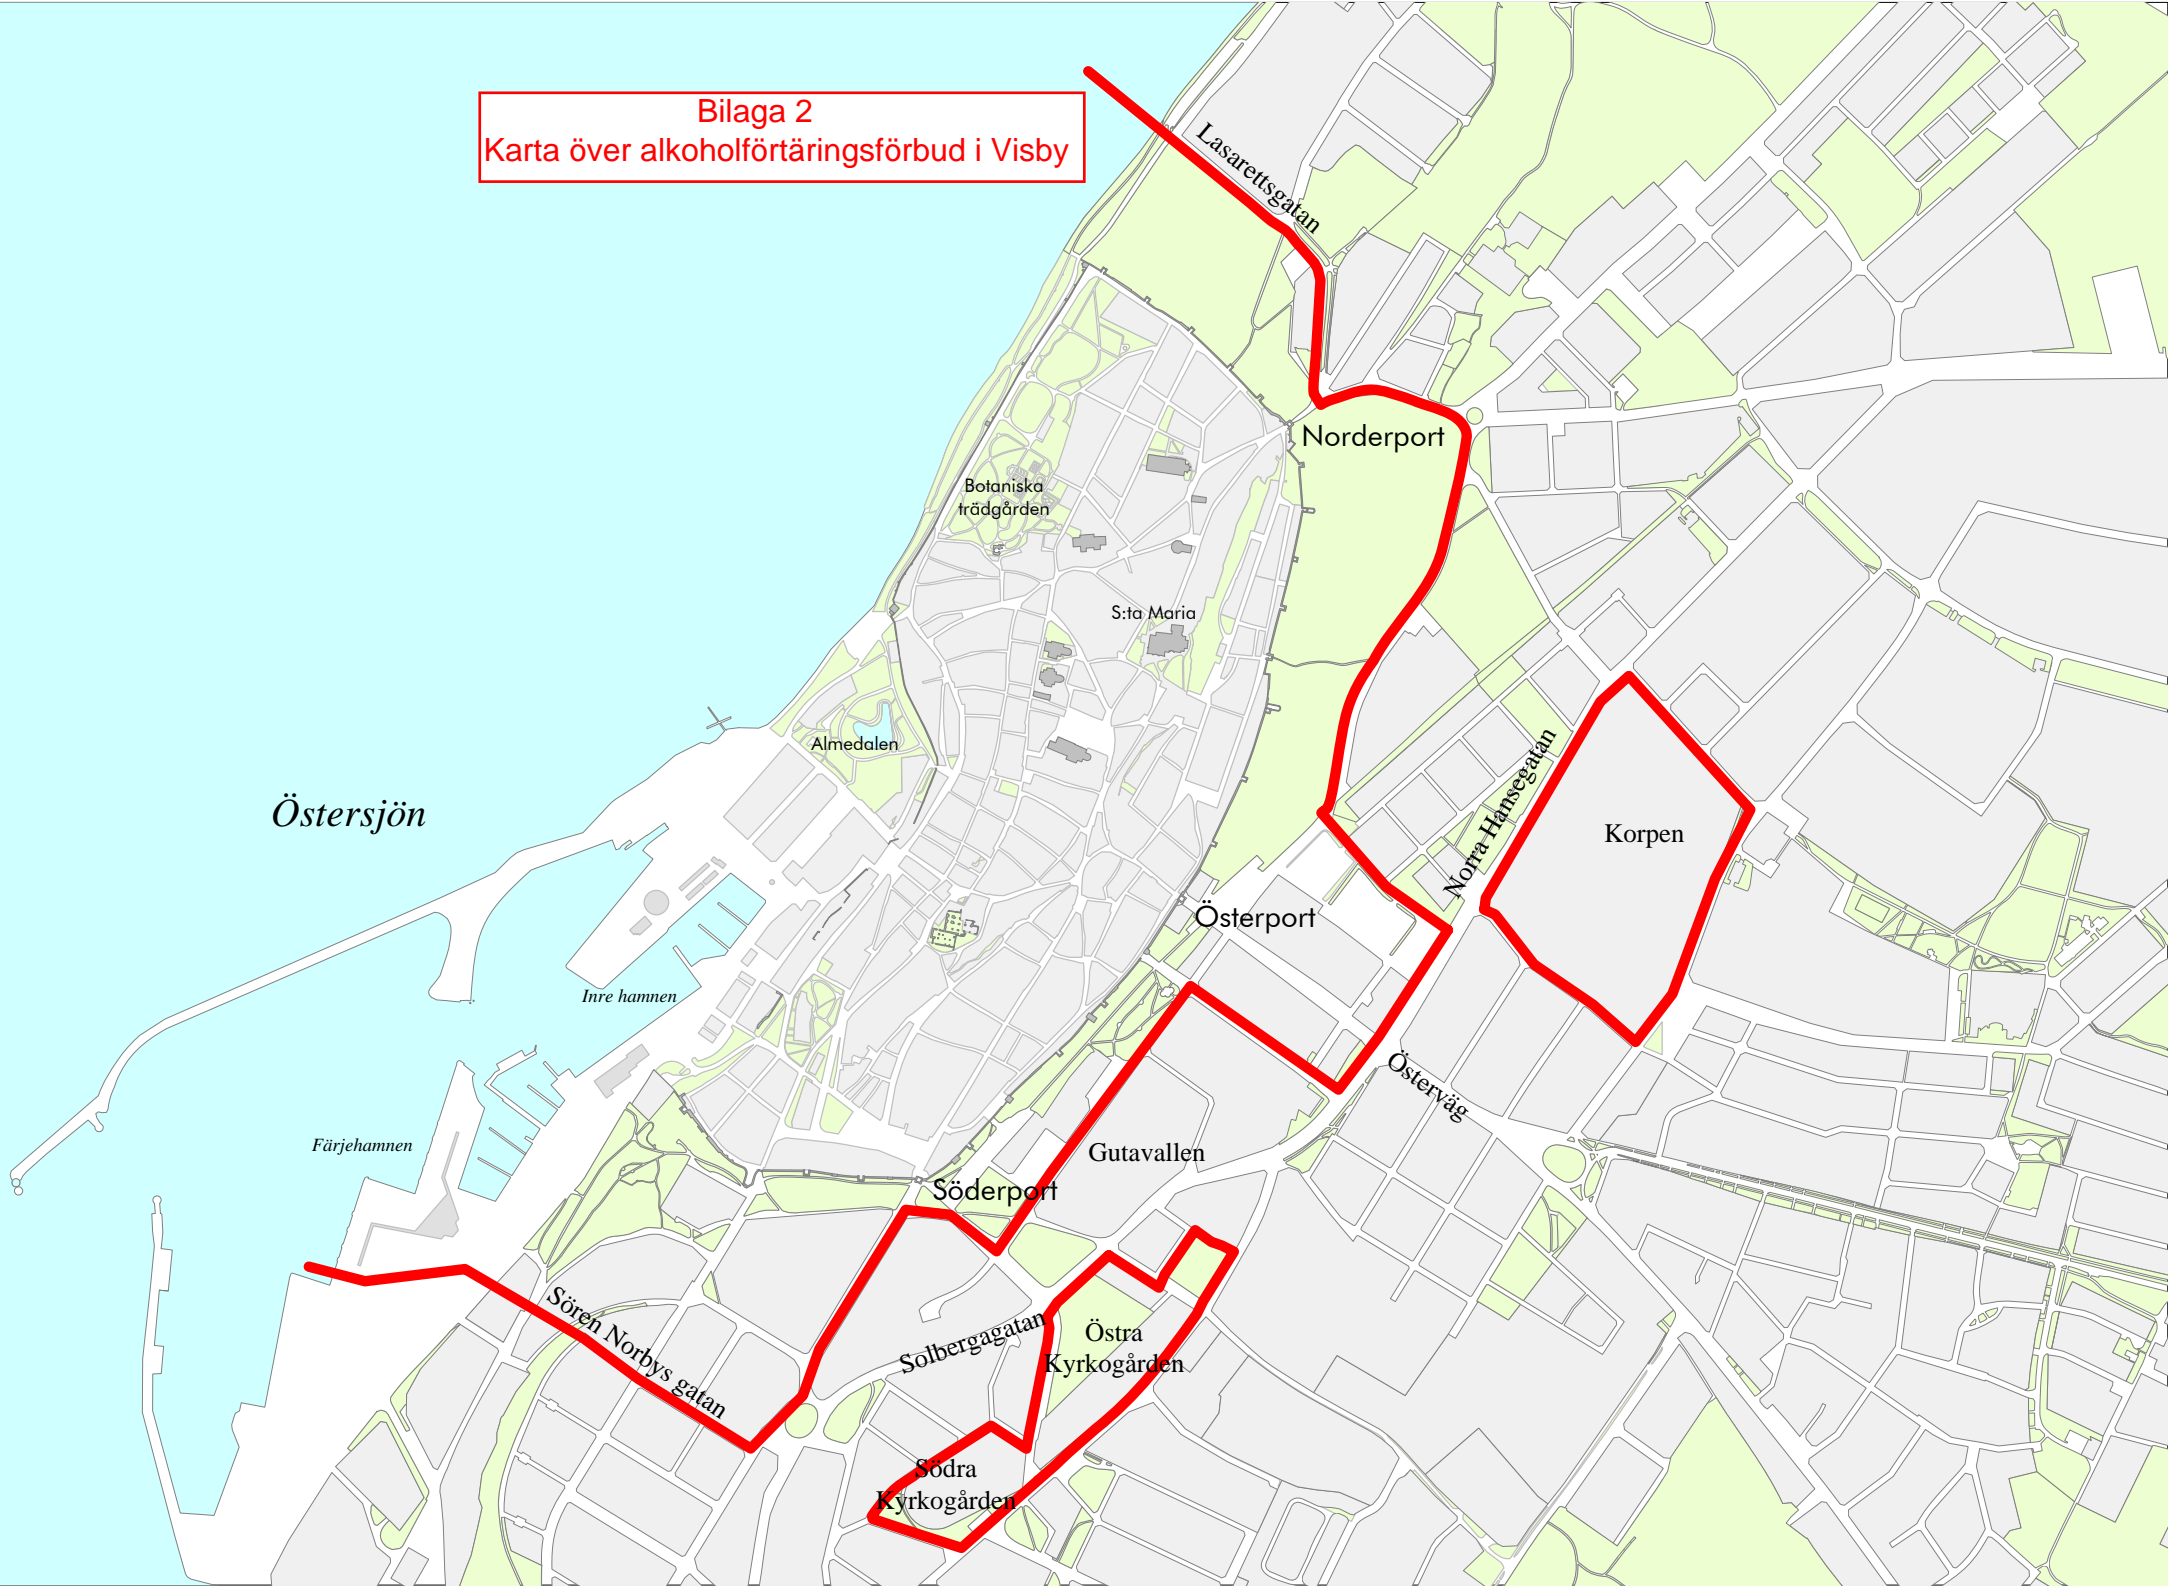 Bilaga 2
Karta över alkoholförtäringsförbud i Visby
Lasarettsgatan
Norderport
Botaniska
trädgården
S:ta Maria
Almedalen
Östersjön
Norra Hansegatan
Korpen
Österport
Inre hamnen
Österväg
Färjehamnen
Gutavallen
Söderport
Sören Norbys gatan
Solbergagatan
Östra
Kyrkogården
Södra
Kyrkogården